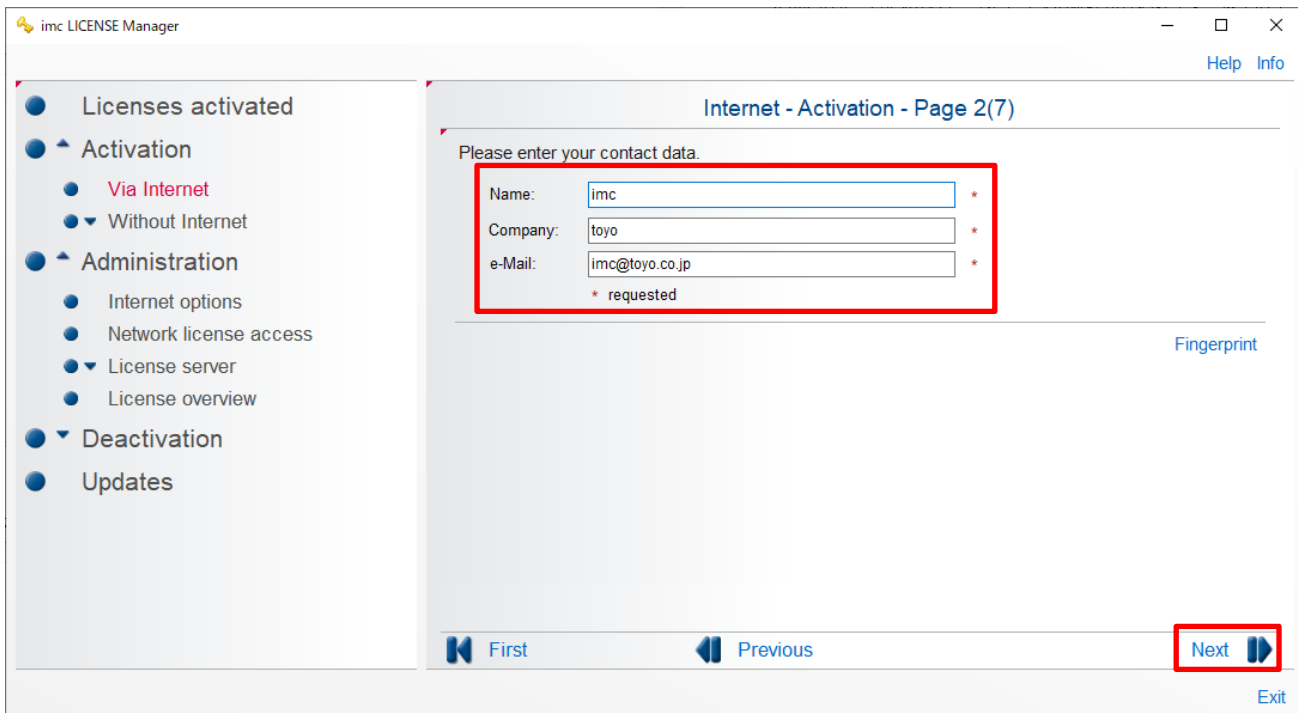 imc LICENSE Manager
Help Info
Licenses activated
Activation
Via Internet
Without Internet
Administration
Internet options
Network license access
License server
License overview
Deactivation
Updates
Internet - Activation - Page 2(7)
Please enter your contact data.
Name: imc *
Company: toyo *
e-Mail: imc@toyo.co.jp *
* requested
Fingerprint
First Previous Next
Exit